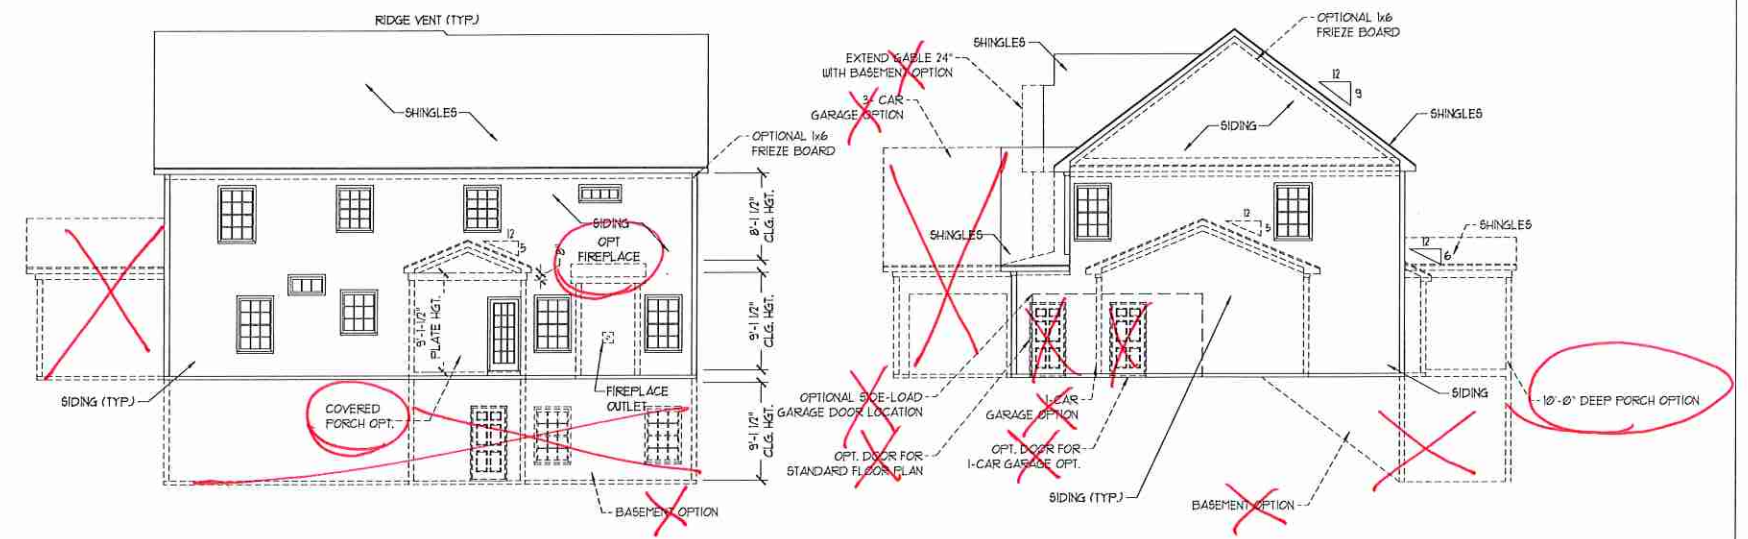 RIDGE VENT (TYP.)
SHINGLES
OPTIONAL 1x6
FRIEZE BOARD
SIDING
OPT
FIREPLACE
12
5
8'-1 1/2"
CLG. HGT.
9'-1 1/2"
CLG. HGT.
9'-1 1/2"
CLG. HGT.
9'-1-1/2"
PLATE HGT.
SIDING (TYP.)
COVERED
PORCH OPT.
FIREPLACE
OUTLET
BASEMENT OPTION
OPTIONAL 1x6
FRIEZE BOARD
SHINGLES
EXTEND GABLE 24"
WITH BASEMENT OPTION
3- CAR
GARAGE OPTION
12
9
SHINGLES
SIDING
12
5
SHINGLES
SHINGLES
12
6
OPTIONAL SIDE-LOAD
GARAGE DOOR LOCATION
1-CAR
GARAGE OPTION
SIDING
10'-0" DEEP PORCH OPTION
OPT. DOOR FOR
STANDARD FLOOR PLAN
OPT. DOOR FOR
1-CAR GARAGE OPT.
SIDING (TYP.)
BASEMENT OPTION